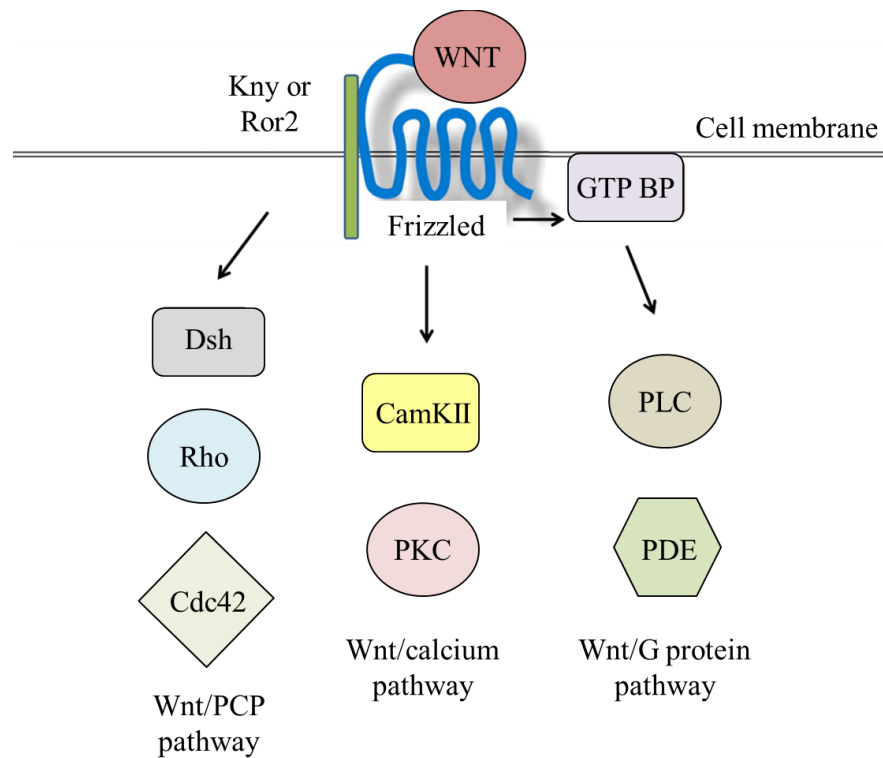 WNT
Kny or
Ror2
Cell membrane
GTP BP
Frizzled
Dsh
CamKII
PLC
Rho
PKC
PDE
Cdc42
Wnt/calcium
pathway
Wnt/G protein
pathway
Wnt/PCP
pathway